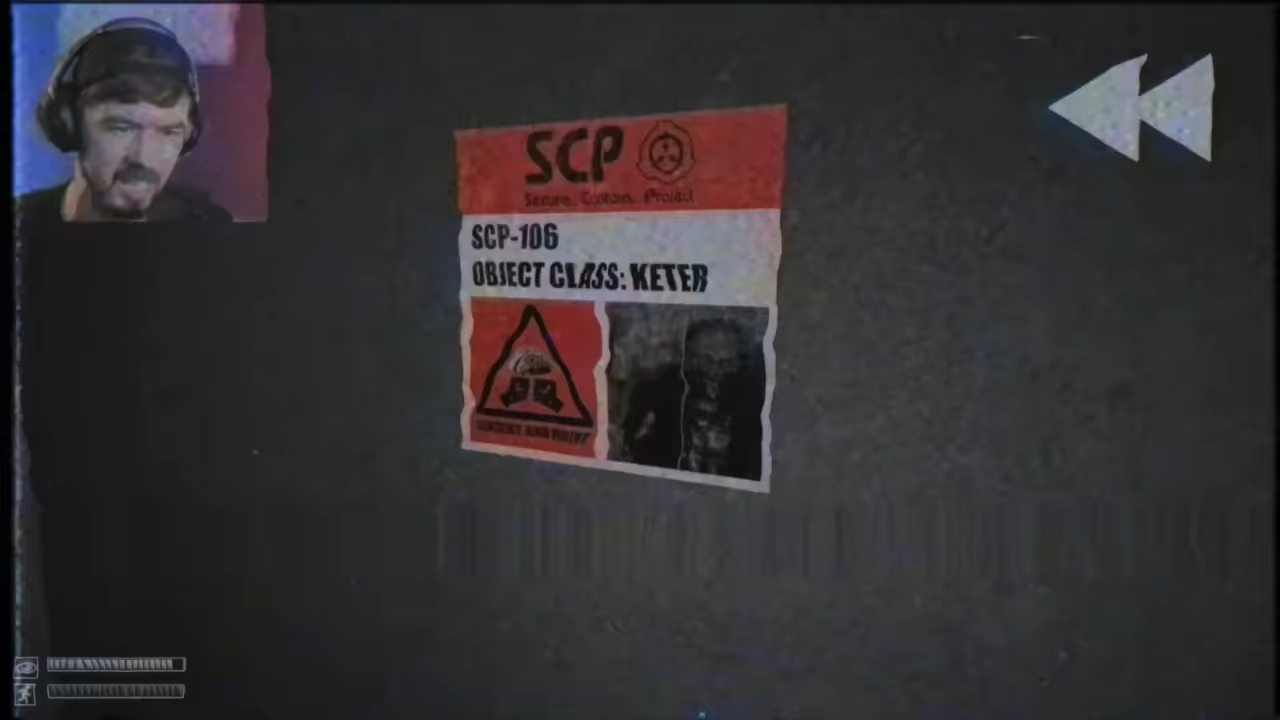 SCP
Secure. Contain. Protect.
SCP-106
OBJECT CLASS: KETER